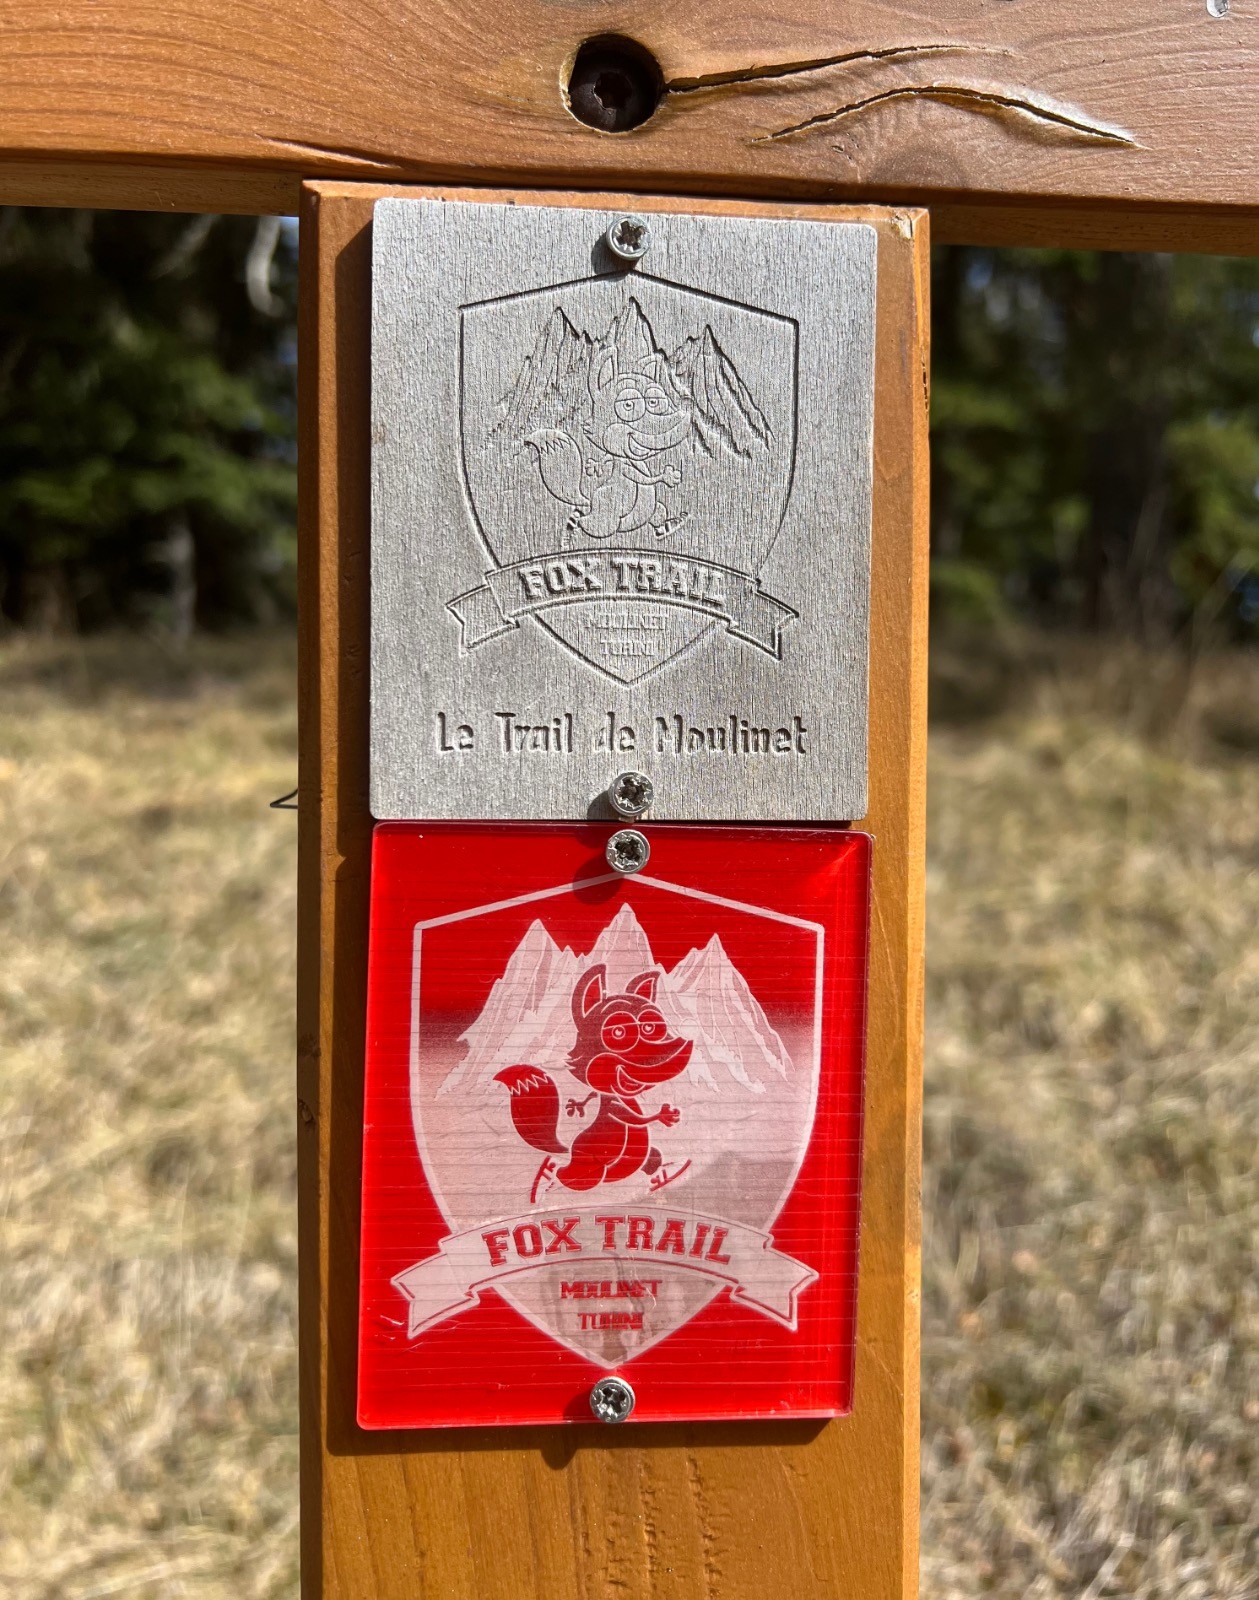 FOX TRAIL
MOULINET
TURINI
Le Trail de Moulinet
FOX TRAIL
MOULINET
TURINI